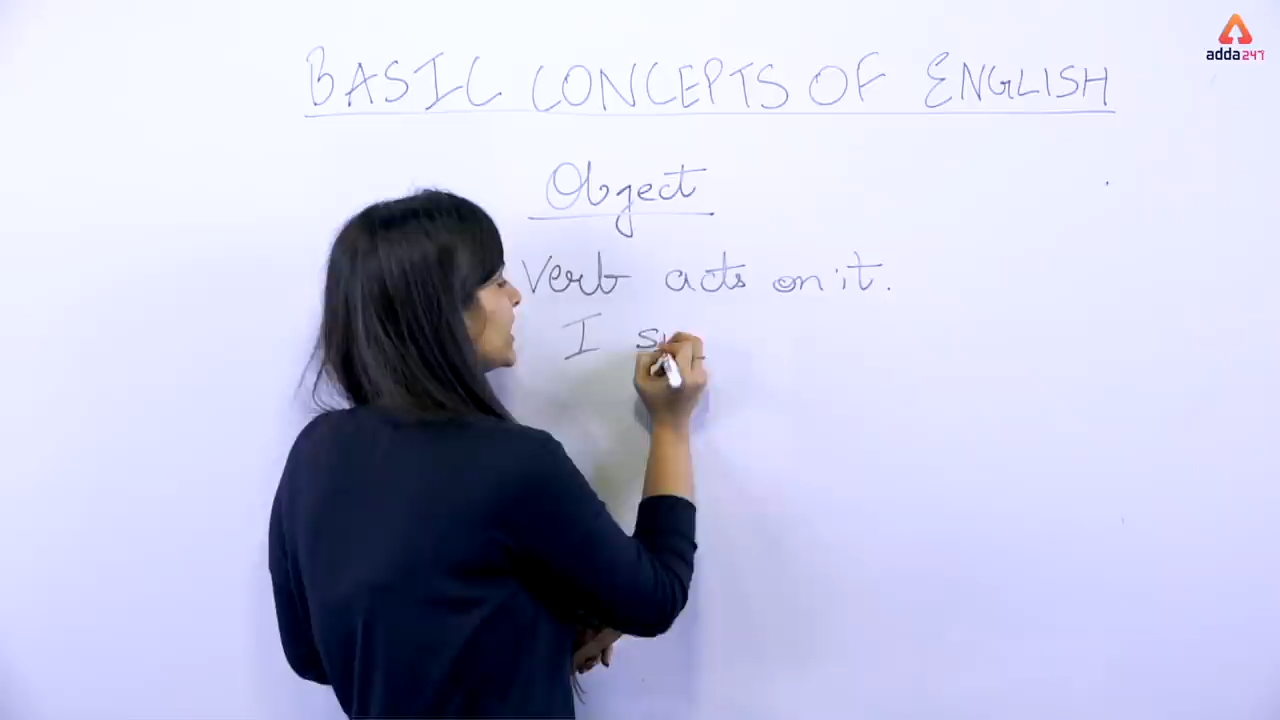 adda247
BASIC CONCEPTS OF ENGLISH
Object
Verb acts on it.
I